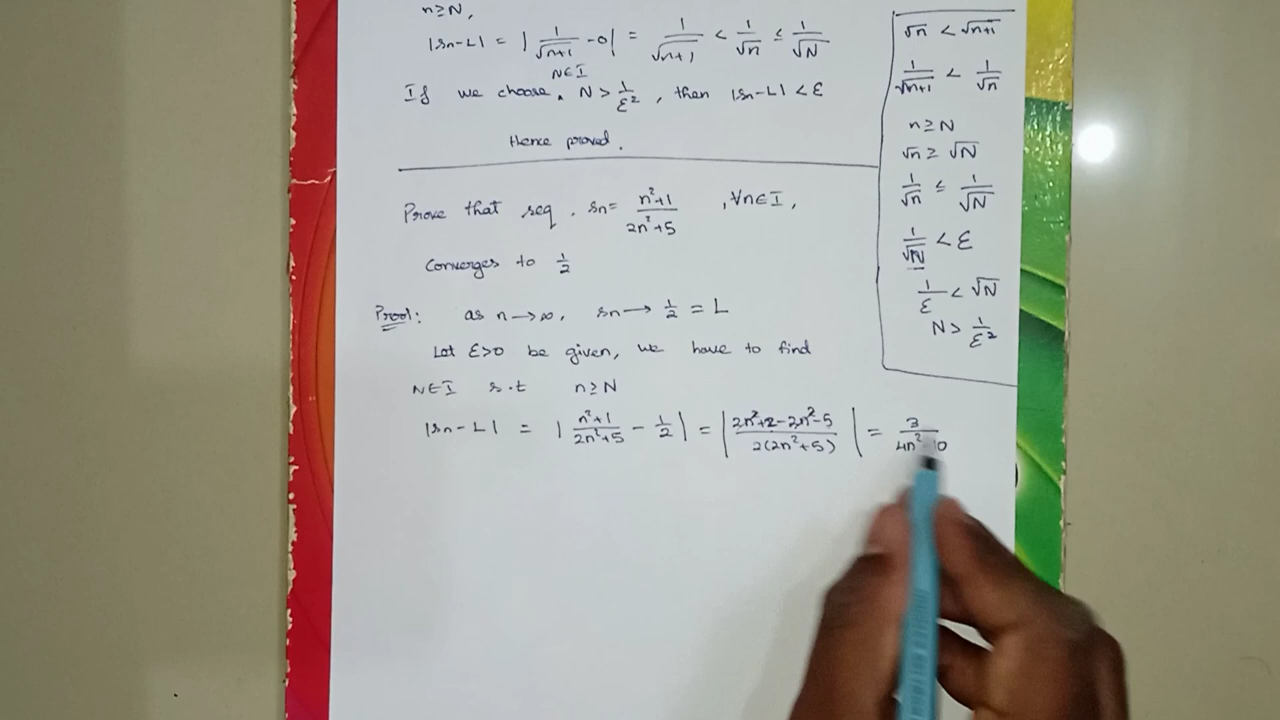 n≥N,
|sn-L| = |1/√n+1 -0| = 1/√n+1 < 1/√n ≤ 1/√N
N∈I
If we choose, N > 1/ε², then |sn-L| < ε
Hence proved.
Prove that seq. sn= n²+1/2n²+5 , ∀n∈I,
Converges to 1/2
Proof: as n→∞, sn→ 1/2 = L
Let ε>0 be given, we have to find
N∈I s.t n≥N
|sn-L| = |n²+1/2n²+5 - 1/2| = |2n²+2-2n²-5/2(2n²+5)| = 3/4n² 10
√n < √n+1
1/√n+1 < 1/√n
n≥N
√n ≥ √N
1/√n ≤ 1/√N
1/√N < ε
1/ε < √N
N > 1/ε²